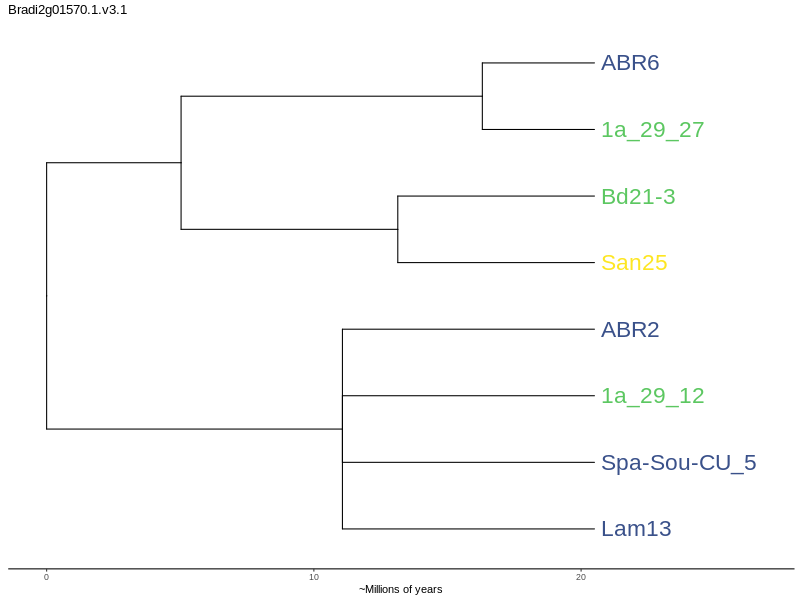 Bradi2g01570.1.v3.1
ABR6
1a_29_27
Bd21-3
San25
ABR2
1a_29_12
Spa-Sou-CU_5
Lam13
0 10 20
~Millions of years